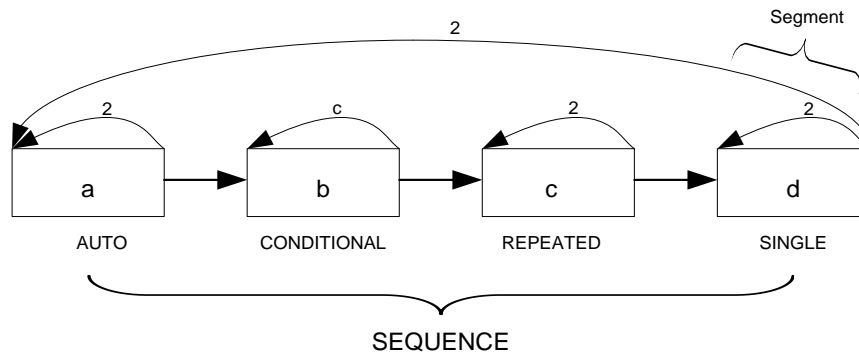 Segment
2
2 c 2 2
a b c d
AUTO CONDITIONAL REPEATED SINGLE
SEQUENCE